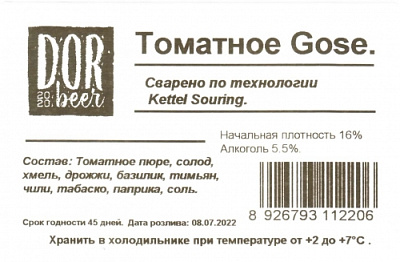 D'OR
2020.
beer
Томатное Gose.
Сварено по технологии
Kettel Souring.
Начальная плотность 16%
Алкоголь 5.5%.
Состав: Томатное пюре, солод,
хмель, дрожжи, базилик, тимьян,
чили, табаско, паприка, соль.
8 926793 112206
Срок годности 45 дней. Дата розлива: 08.07.2022
Хранить в холодильнике при температуре от +2 до +7°С .